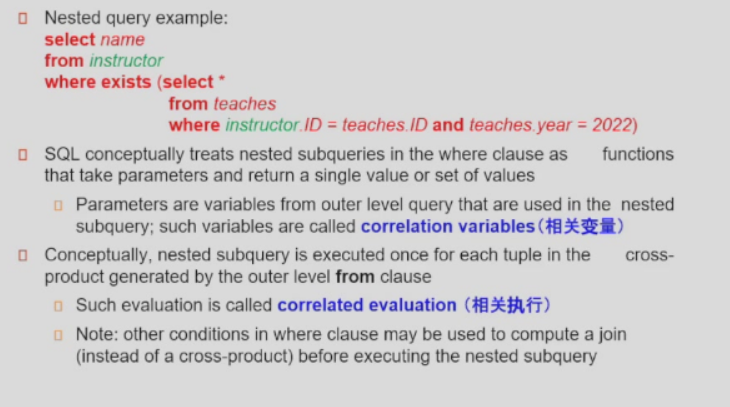 Nested query example:
select name
from instructor
where exists (select *
from teaches
where instructor.ID = teaches.ID and teaches.year = 2022)
SQL conceptually treats nested subqueries in the where clause as functions
that take parameters and return a single value or set of values
Parameters are variables from outer level query that are used in the nested
subquery; such variables are called correlation variables(相关变量)
Conceptually, nested subquery is executed once for each tuple in the cross-
product generated by the outer level from clause
Such evaluation is called correlated evaluation (相关执行)
Note: other conditions in where clause may be used to compute a join
(instead of a cross-product) before executing the nested subquery